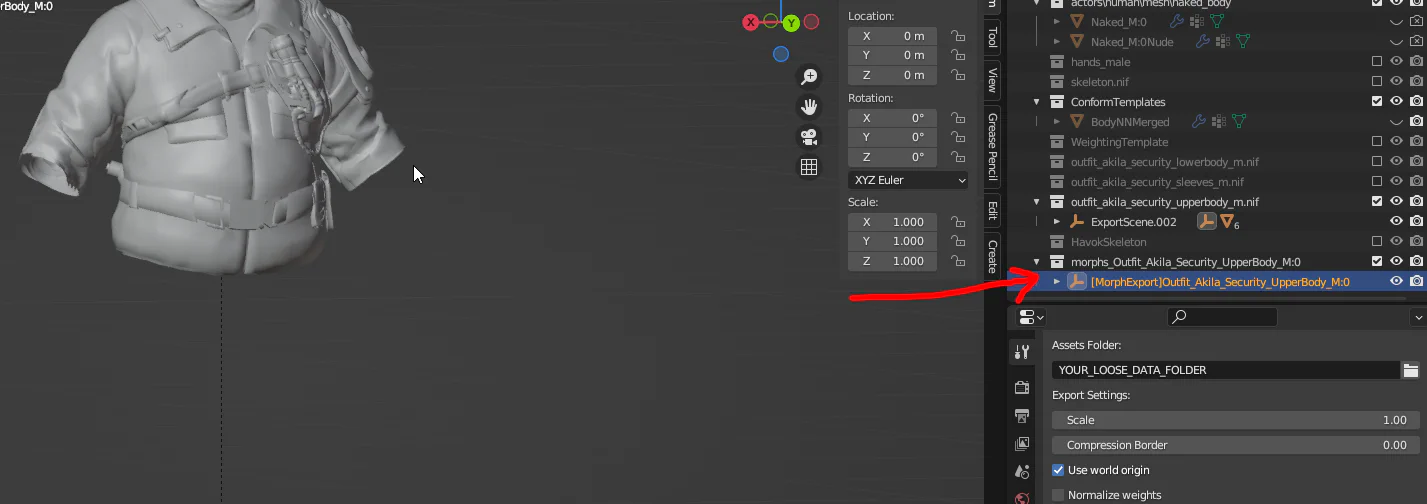 rBody_M:0
X
Y
Location:
X 0 m
Y 0 m
Z 0 m
Rotation:
X 0°
Y 0°
Z 0°
XYZ Euler
Scale:
X 1.000
Y 1.000
Z 1.000
m
Tool
View
Grease Pencil
Edit
Create
actors\human\mesh\naked_body
Naked_M:0
Naked_M:0Nude
hands_male
skeleton.nif
ConformTemplates
BodyNNMerged
WeightingTemplate
outfit_akila_security_lowerbody_m.nif
outfit_akila_security_sleeves_m.nif
outfit_akila_security_upperbody_m.nif
ExportScene.002 6
HavokSkeleton
morphs_Outfit_Akila_Security_UpperBody_M:0
[MorphExport]Outfit_Akila_Security_UpperBody_M:0
Assets Folder:
YOUR_LOOSE_DATA_FOLDER
Export Settings:
Scale 1.00
Compression Border 0.00
Use world origin
Normalize weights